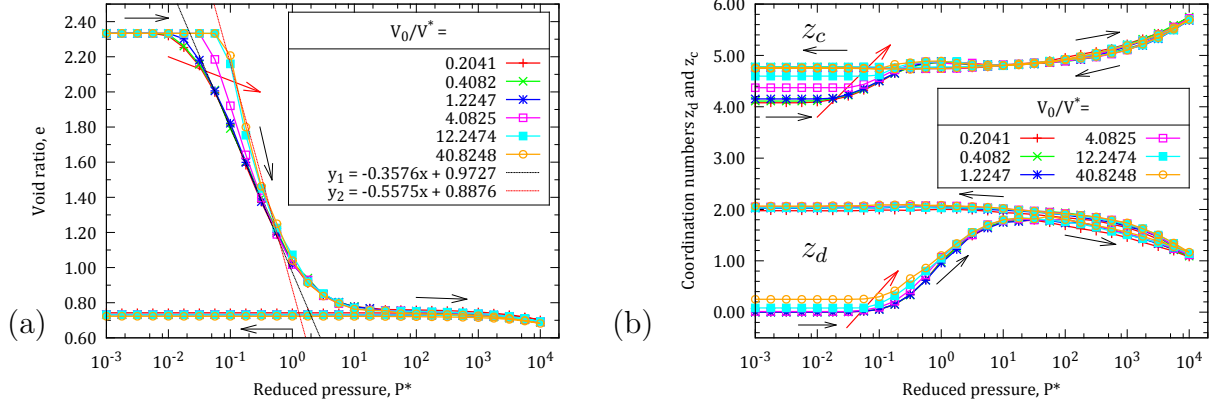 (a)
Void ratio, e
2.40
2.20
2.00
1.80
1.60
1.40
1.20
1.00
0.80
0.60
V₀/V* =
0.2041
0.4082
1.2247
4.0825
12.2474
40.8248
y₁ = -0.3576x + 0.9727
y₂ = -0.5575x + 0.8876
10⁻³ 10⁻² 10⁻¹ 10⁰ 10¹ 10² 10³ 10⁴
Reduced pressure, P*
(b)
Coordination numbers z_d and z_c
6.00
5.00
4.00
3.00
2.00
1.00
0.00
z_c
V₀/V*=
0.2041 4.0825
0.4082 12.2474
1.2247 40.8248
z_d
10⁻³ 10⁻² 10⁻¹ 10⁰ 10¹ 10² 10³ 10⁴
Reduced pressure, P*